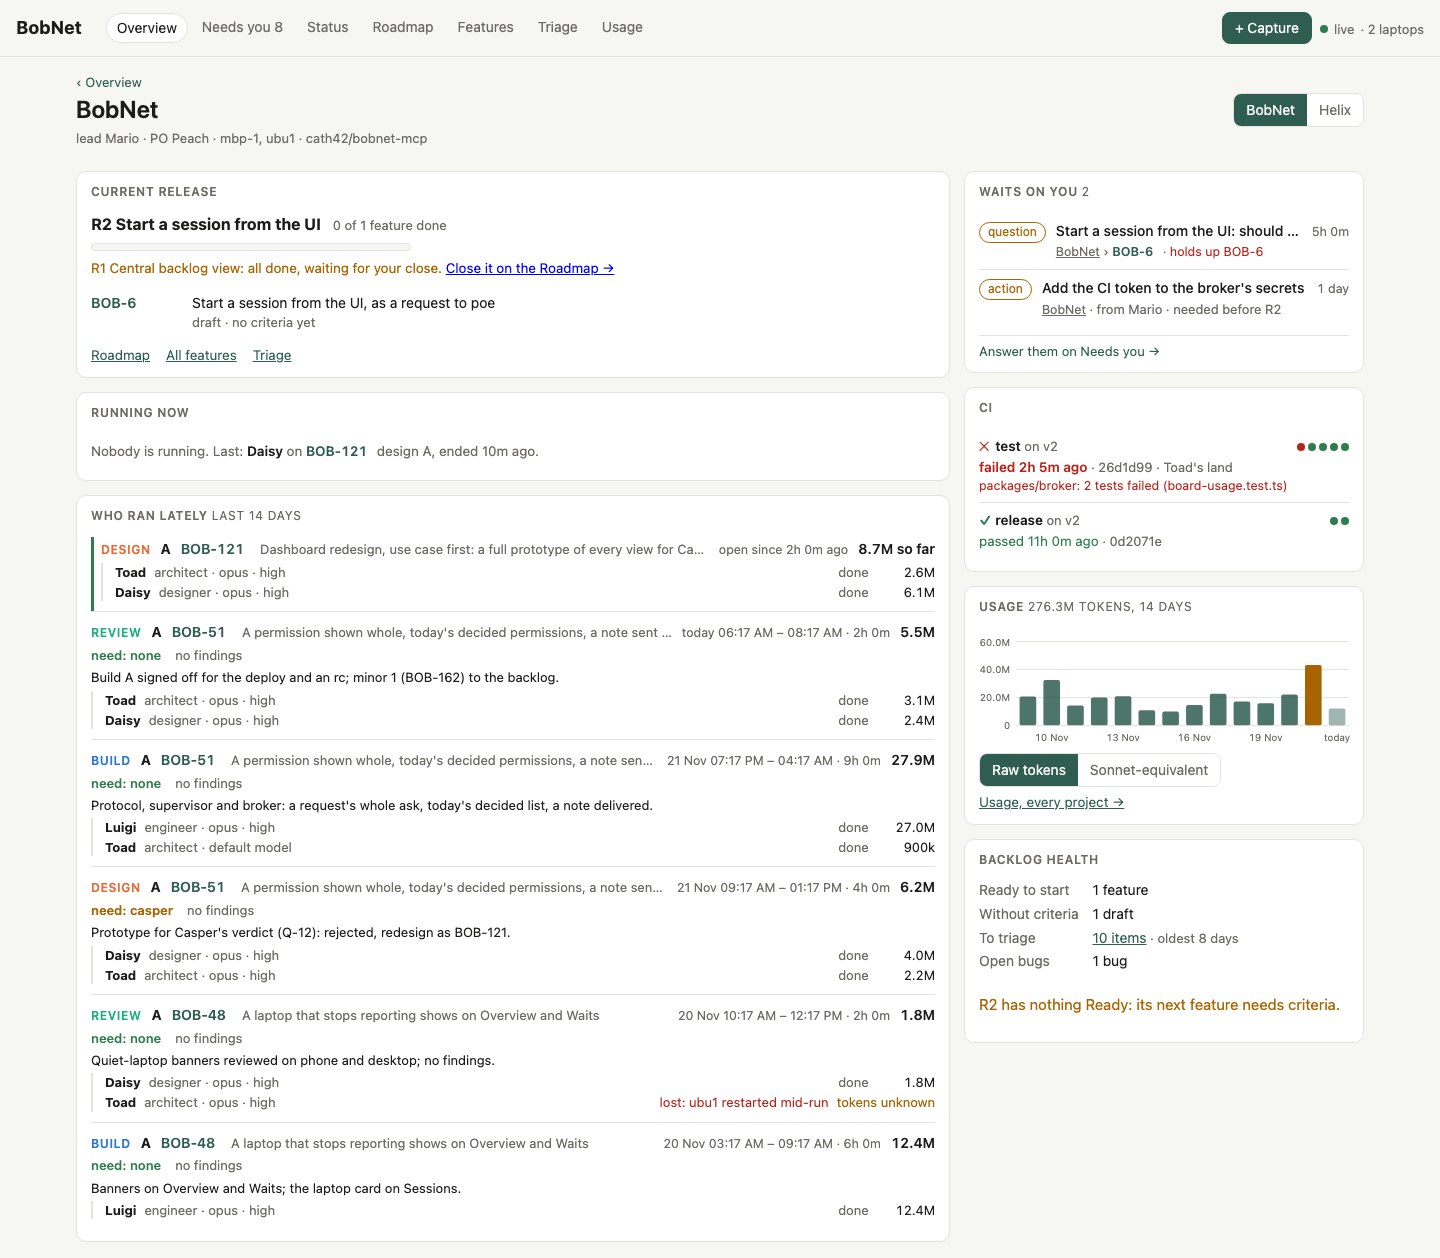 BobNet
Overview
Needs you 8
Status
Roadmap
Features
Triage
Usage
+ Capture
live · 2 laptops
‹ Overview
BobNet
lead Mario · PO Peach · mbp-1, ubu1 · cath42/bobnet-mcp
BobNet
Helix
CURRENT RELEASE
R2 Start a session from the UI 0 of 1 feature done
R1 Central backlog view: all done, waiting for your close. Close it on the Roadmap →
BOB-6 Start a session from the UI, as a request to poe
draft · no criteria yet
Roadmap All features Triage
RUNNING NOW
Nobody is running. Last: Daisy on BOB-121 design A, ended 10m ago.
WHO RAN LATELY LAST 14 DAYS
DESIGN A BOB-121 Dashboard redesign, use case first: a full prototype of every view for Ca... open since 2h 0m ago 8.7M so far
Toad architect · opus · high done 2.6M
Daisy designer · opus · high done 6.1M
REVIEW A BOB-51 A permission shown whole, today's decided permissions, a note sent ... today 06:17 AM – 08:17 AM · 2h 0m 5.5M
need: none no findings
Build A signed off for the deploy and an rc; minor 1 (BOB-162) to the backlog.
Toad architect · opus · high done 3.1M
Daisy designer · opus · high done 2.4M
BUILD A BOB-51 A permission shown whole, today's decided permissions, a note sen... 21 Nov 07:17 PM – 04:17 AM · 9h 0m 27.9M
need: none no findings
Protocol, supervisor and broker: a request's whole ask, today's decided list, a note delivered.
Luigi engineer · opus · high done 27.0M
Toad architect · default model done 900k
DESIGN A BOB-51 A permission shown whole, today's decided permissions, a note sen... 21 Nov 09:17 AM – 01:17 PM · 4h 0m 6.2M
need: casper no findings
Prototype for Casper's verdict (Q-12): rejected, redesign as BOB-121.
Daisy designer · opus · high done 4.0M
Toad architect · opus · high done 2.2M
REVIEW A BOB-48 A laptop that stops reporting shows on Overview and Waits 20 Nov 10:17 AM – 12:17 PM · 2h 0m 1.8M
need: none no findings
Quiet-laptop banners reviewed on phone and desktop; no findings.
Daisy designer · opus · high done 1.8M
Toad architect · opus · high lost: ubu1 restarted mid-run tokens unknown
BUILD A BOB-48 A laptop that stops reporting shows on Overview and Waits 20 Nov 03:17 AM – 09:17 AM · 6h 0m 12.4M
need: none no findings
Banners on Overview and Waits; the laptop card on Sessions.
Luigi engineer · opus · high done 12.4M
WAITS ON YOU 2
question Start a session from the UI: should ... 5h 0m
BobNet › BOB-6 · holds up BOB-6
action Add the CI token to the broker's secrets 1 day
BobNet · from Mario · needed before R2
Answer them on Needs you →
CI
✕ test on v2
failed 2h 5m ago · 26d1d99 · Toad's land
packages/broker: 2 tests failed (board-usage.test.ts)
✓ release on v2
passed 11h 0m ago · 0d2071e
USAGE 276.3M TOKENS, 14 DAYS
60.0M
40.0M
20.0M
0
10 Nov 13 Nov 16 Nov 19 Nov today
Raw tokens Sonnet-equivalent
Usage, every project →
BACKLOG HEALTH
Ready to start 1 feature
Without criteria 1 draft
To triage 10 items · oldest 8 days
Open bugs 1 bug
R2 has nothing Ready: its next feature needs criteria.